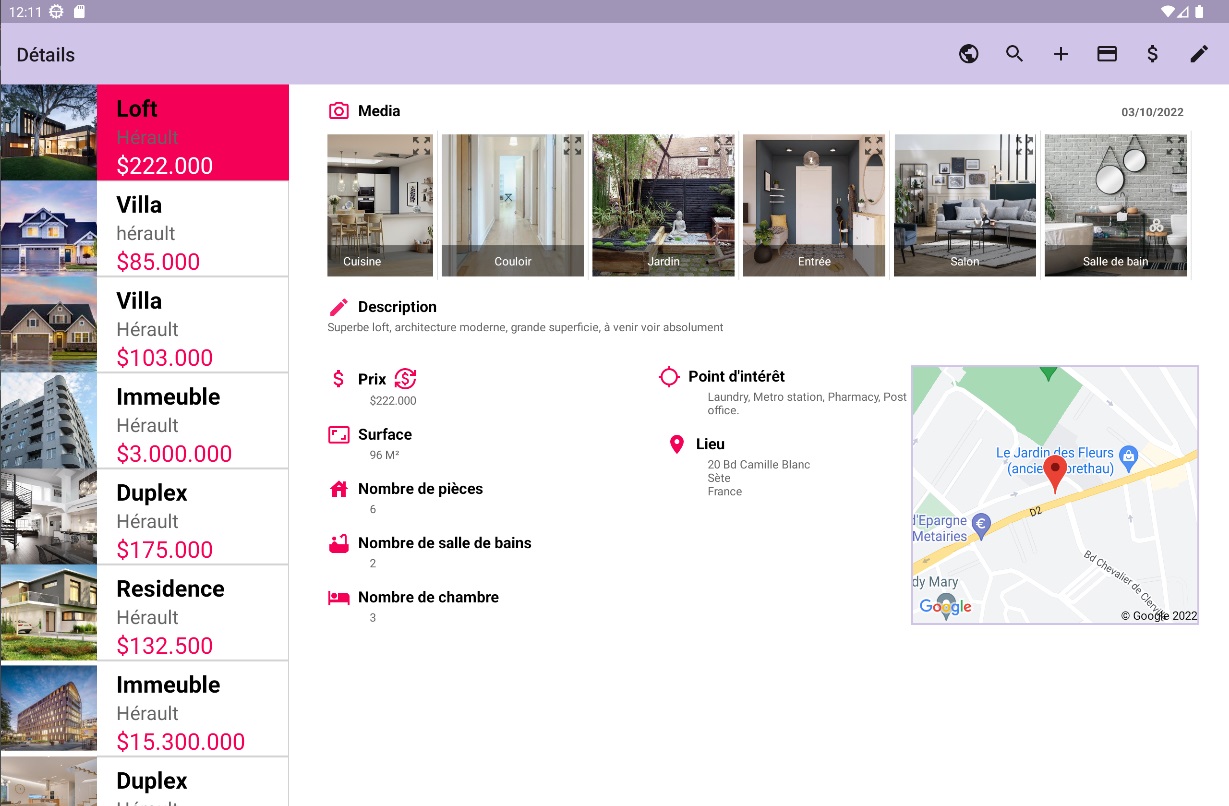 12:11
Détails
Loft
Hérault
$222.000
Villa
hérault
$85.000
Villa
Hérault
$103.000
Immeuble
Hérault
$3.000.000
Duplex
Hérault
$175.000
Residence
Hérault
$132.500
Immeuble
Hérault
$15.300.000
Duplex
Media
03/10/2022
Cuisine
Couloir
Jardin
Entrée
Salon
Salle de bain
Description
Superbe loft, architecture moderne, grande superficie, à venir voir absolument
Prix
$222.000
Surface
96 M²
Nombre de pièces
6
Nombre de salle de bains
2
Nombre de chambre
3
Point d'intérêt
Laundry, Metro station, Pharmacy, Post
office.
Lieu
20 Bd Camille Blanc
Sète
France
Le Jardin des Fleurs
(ancie brethau)
D2
d'Epargne
Metairies
Bd Chevalier de Clervi
dy Mary
Google
© Google 2022